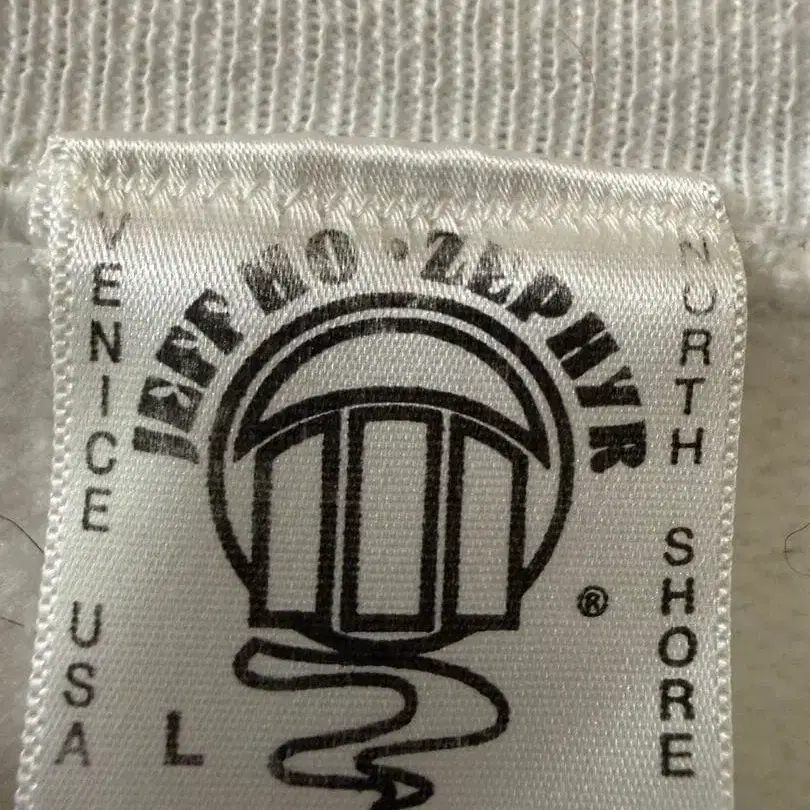 JEFF HO • ZEPHYR
VENICE USA
NORTH SHORE
®
L